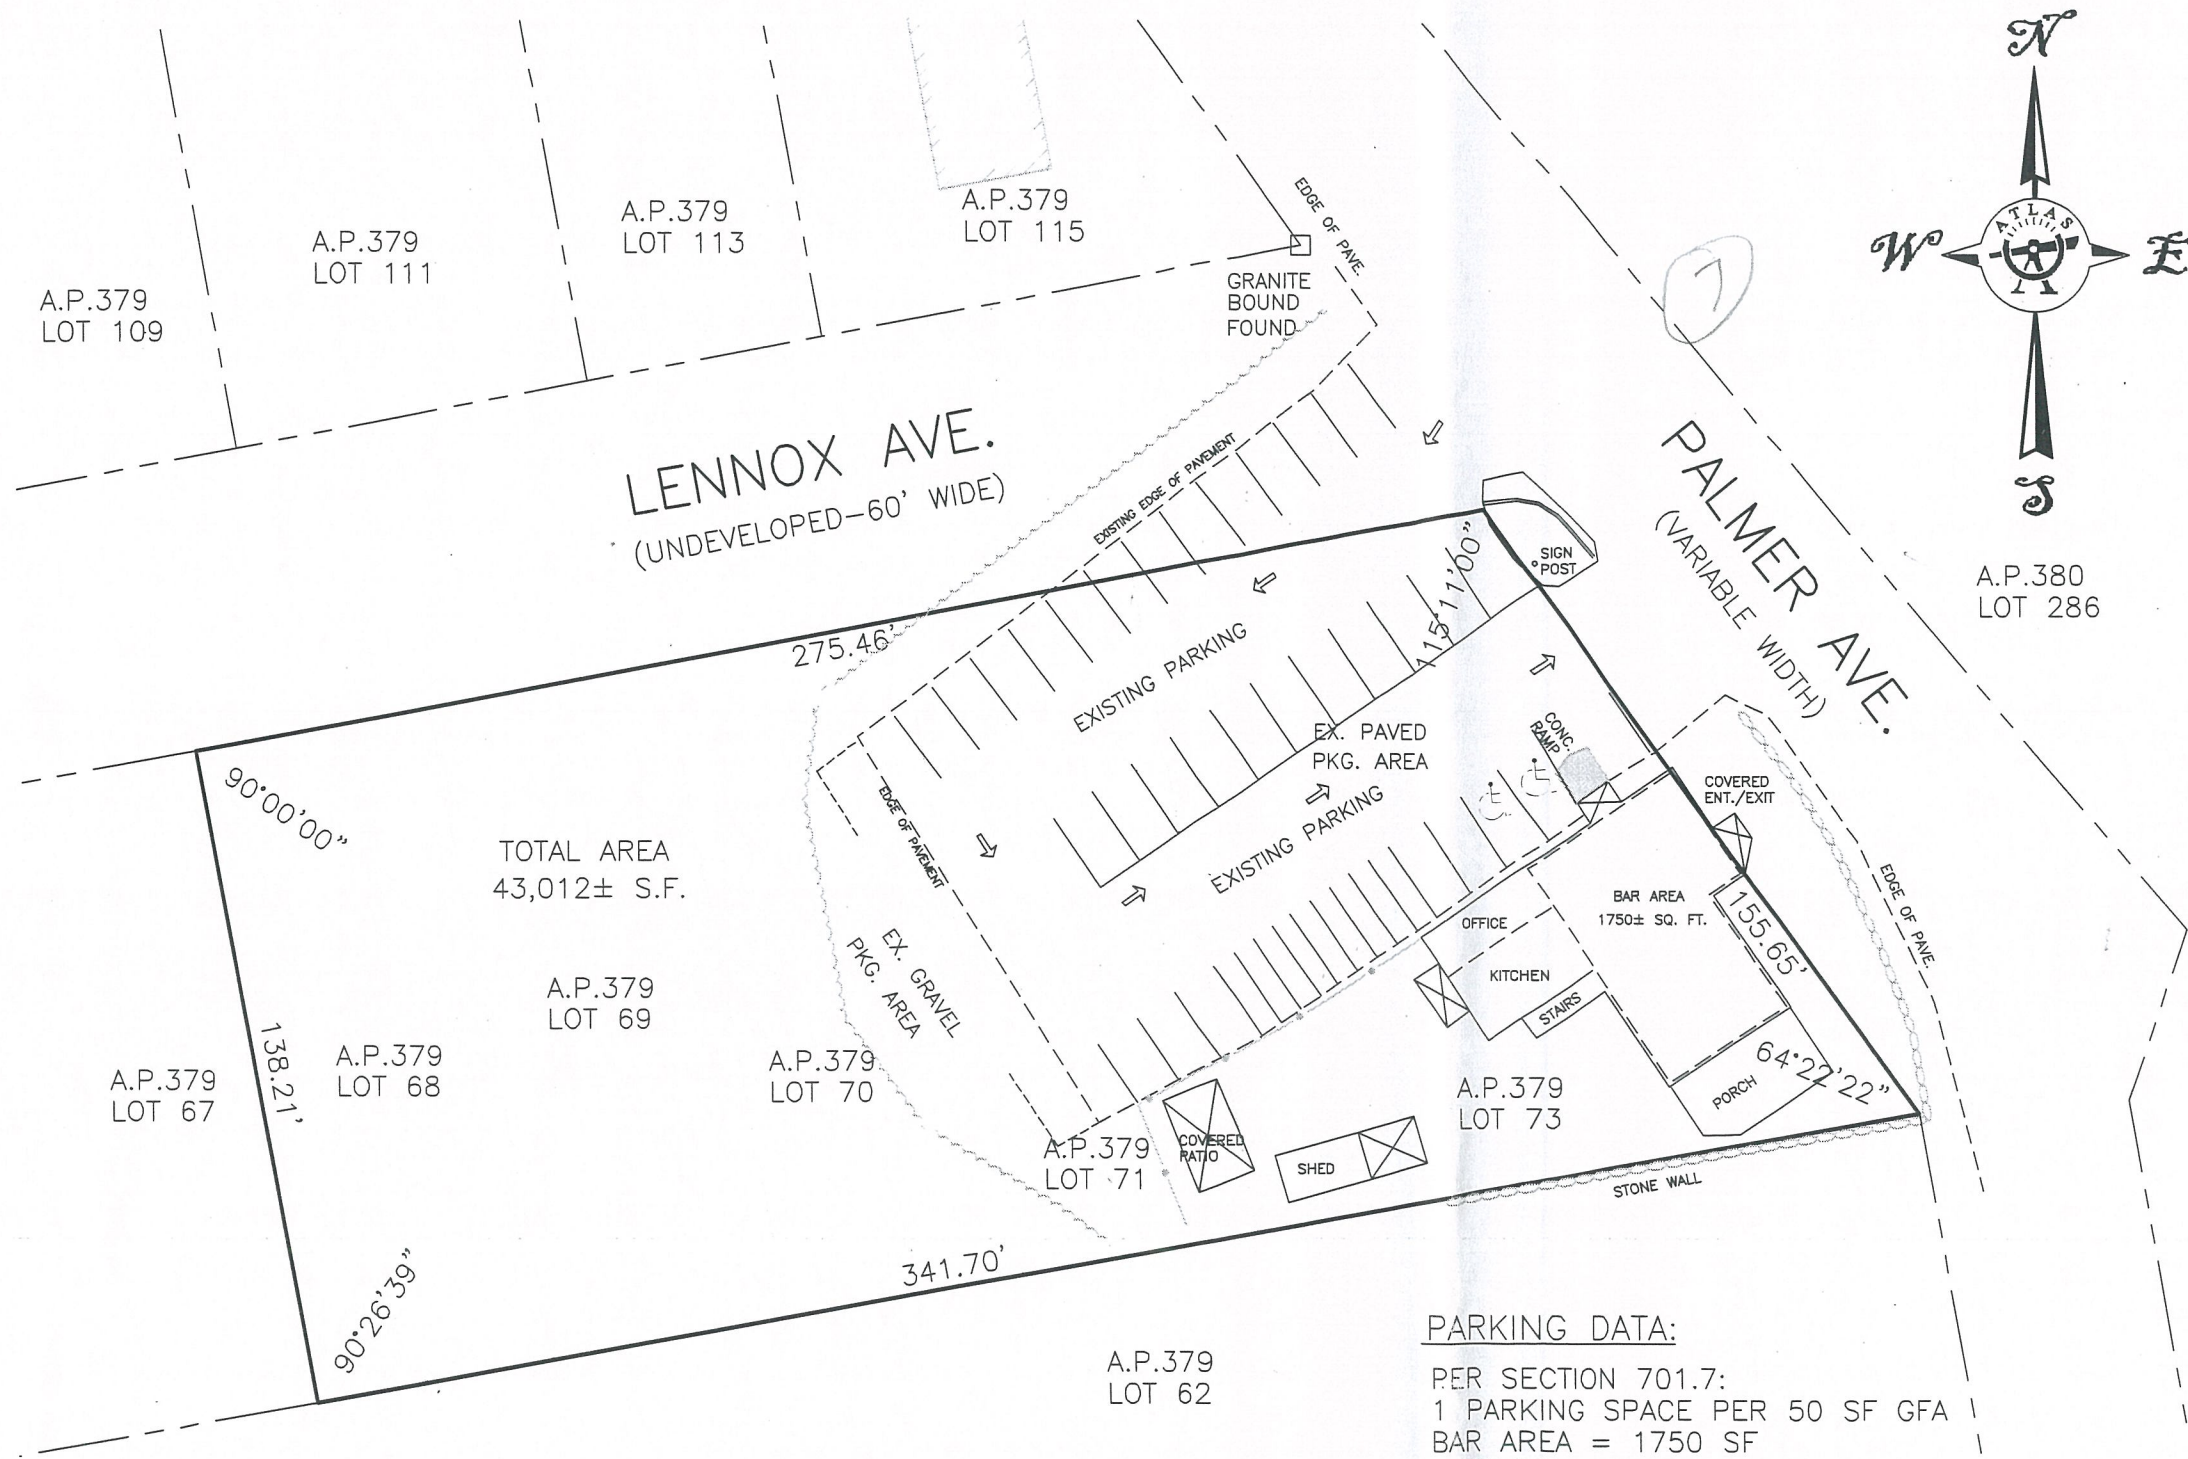 N
ATLAS
W
E
S
A.P.379
LOT 109
A.P.379
LOT 111
A.P.379
LOT 113
A.P.379
LOT 115
EDGE OF PAVE.
GRANITE
BOUND
FOUND
7
LENNOX AVE.
(UNDEVELOPED-60' WIDE)
EXISTING EDGE OF PAVEMENT
PALMER AVE.
(VARIABLE WIDTH)
A.P.380
LOT 286
SIGN
POST
115°11'00"
275.46'
EXISTING PARKING
EX. PAVED
PKG. AREA
CONC.
RAMP
COVERED
ENT./EXIT
90°00'00"
EDGE OF PAVEMENT
EXISTING PARKING
TOTAL AREA
43,012± S.F.
EDGE OF PAVE.
BAR AREA
1750± SQ. FT.
155.65'
OFFICE
KITCHEN
STAIRS
EX. GRAVEL
PKG. AREA
A.P.379
LOT 69
138.21'
A.P.379
LOT 67
A.P.379
LOT 68
A.P.379
LOT 70
A.P.379
LOT 73
64°22'22"
PORCH
A.P.379
LOT 71
COVERED
PATIO
SHED
STONE WALL
341.70'
90°26'39"
A.P.379
LOT 62
PARKING DATA:
PER SECTION 701.7:
1 PARKING SPACE PER 50 SF GFA
BAR AREA = 1750 SF